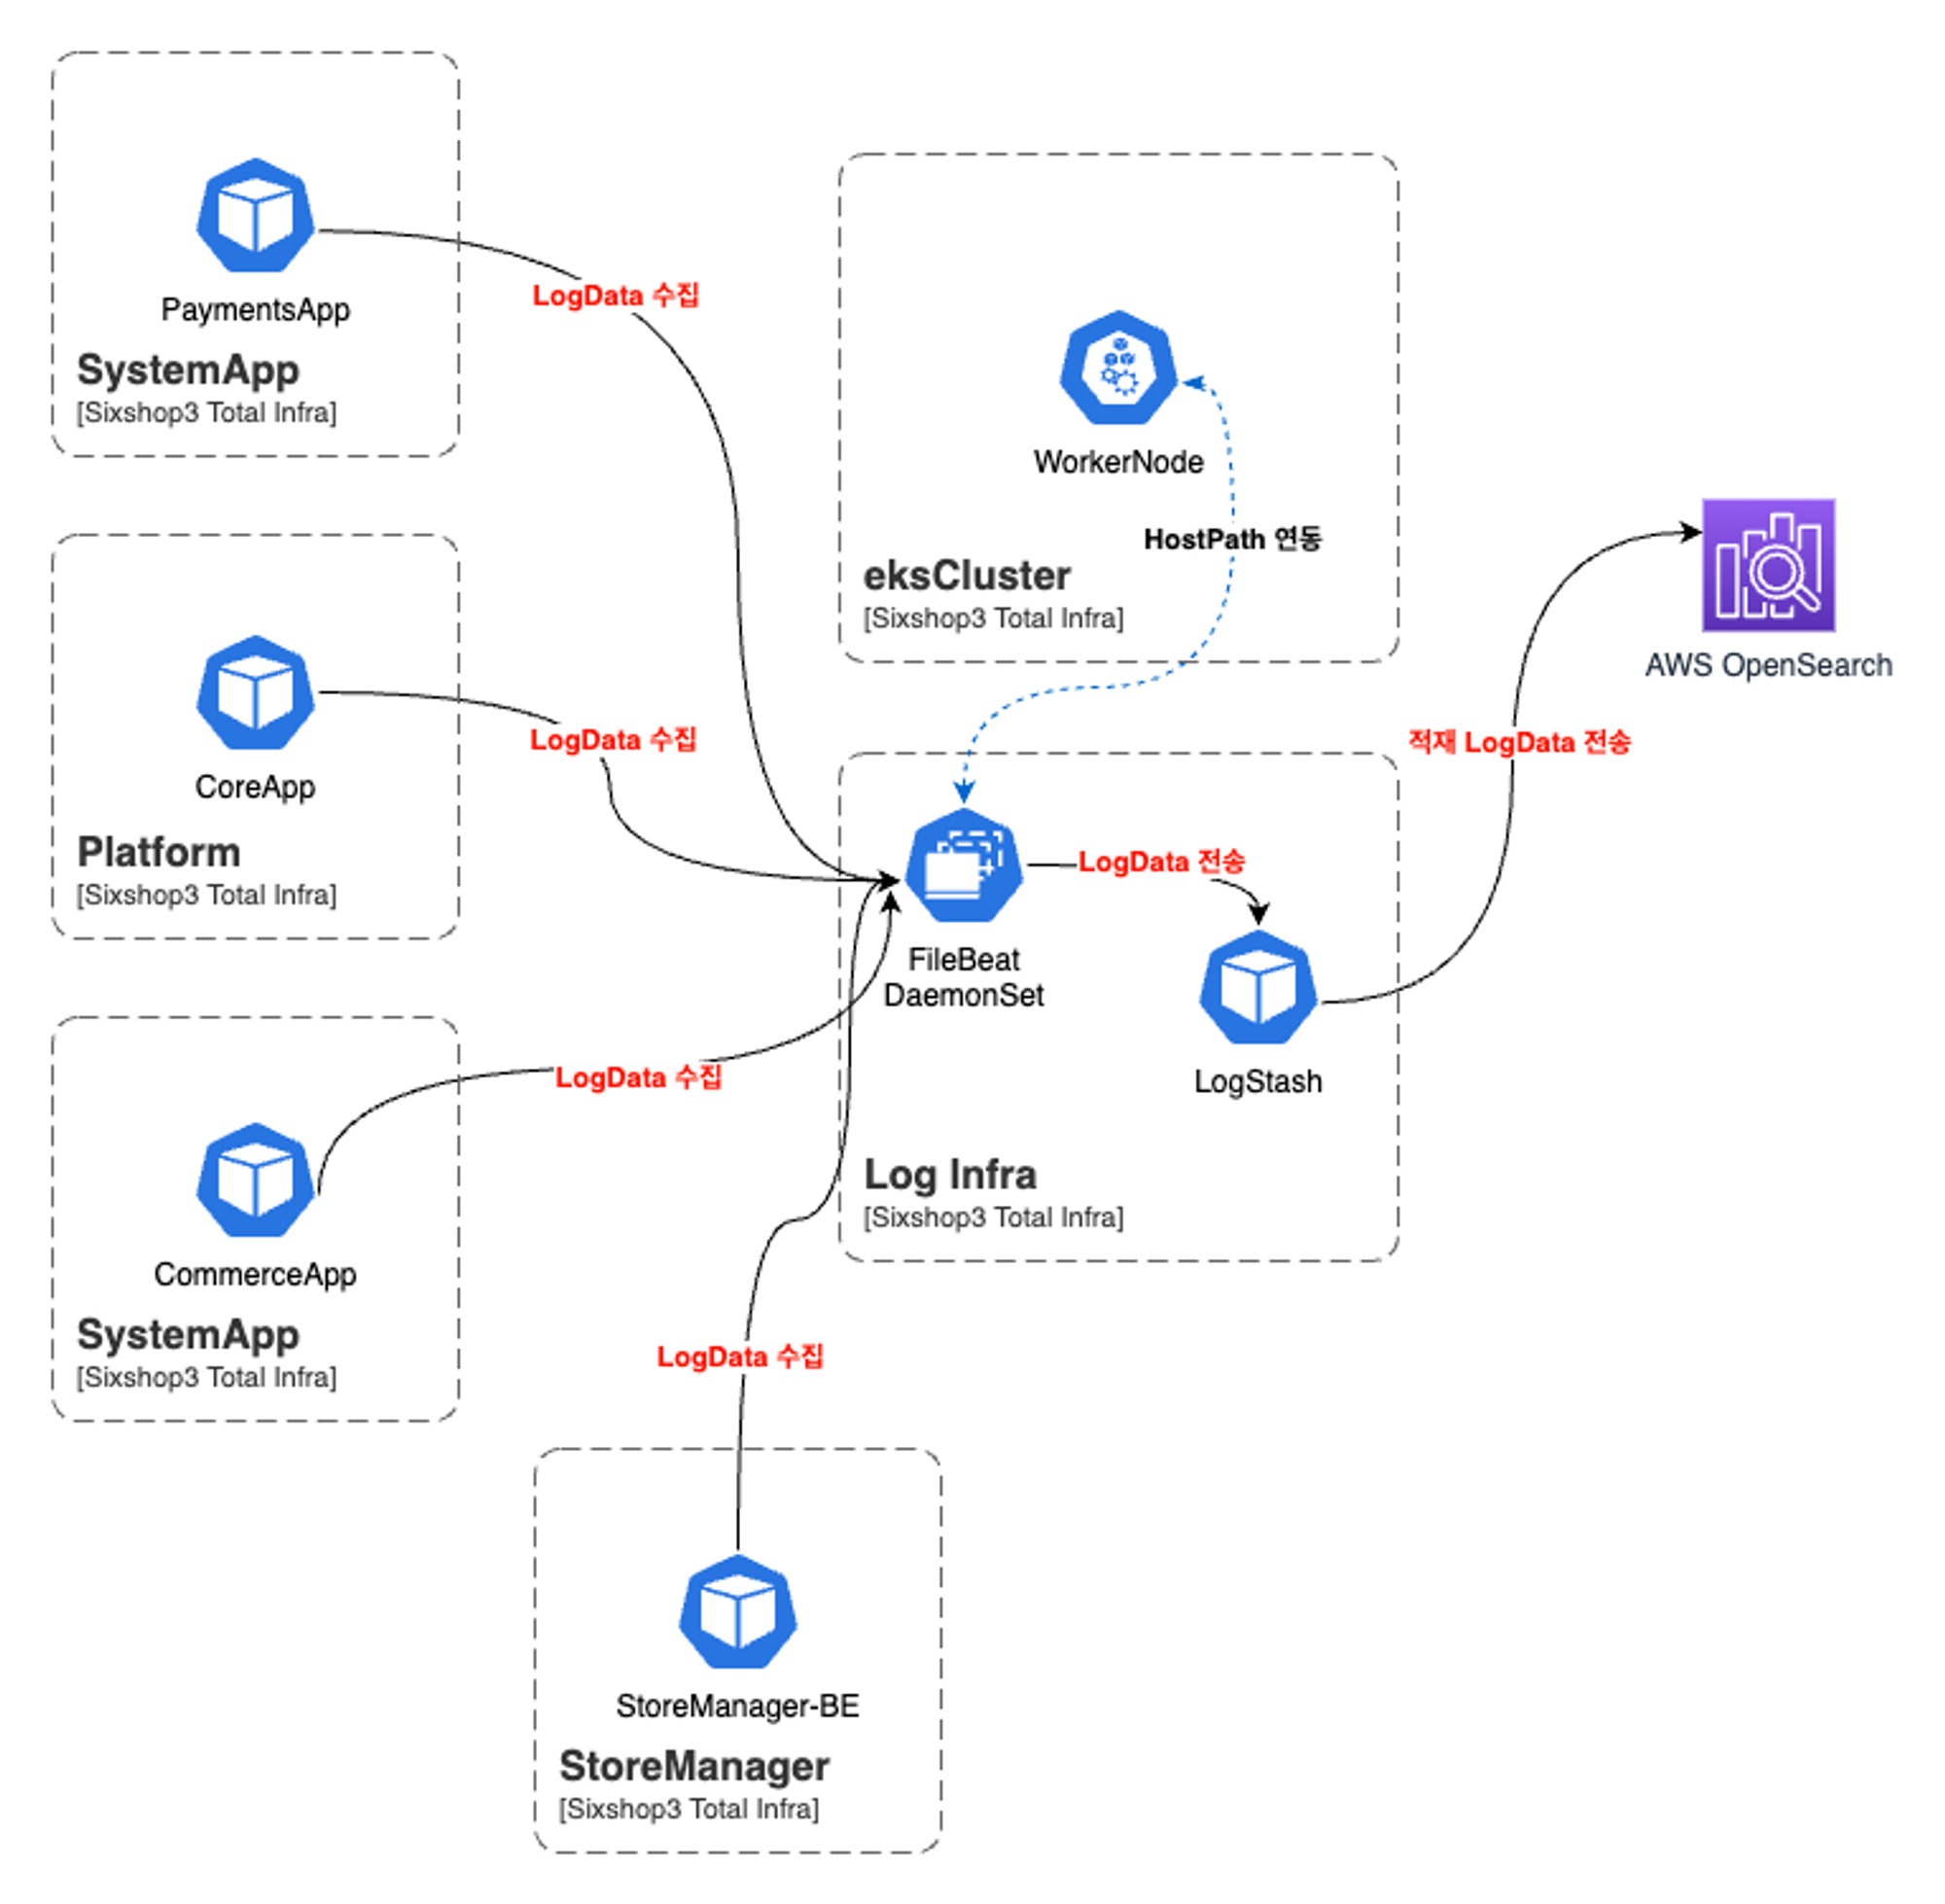 PaymentsApp
SystemApp
[Sixshop3 Total Infra]
LogData 수집
WorkerNode
HostPath 연동
eksCluster
[Sixshop3 Total Infra]
AWS OpenSearch
CoreApp
Platform
[Sixshop3 Total Infra]
LogData 수집
적재 LogData 전송
LogData 전송
FileBeat
DaemonSet
LogStash
Log Infra
[Sixshop3 Total Infra]
LogData 수집
CommerceApp
SystemApp
[Sixshop3 Total Infra]
LogData 수집
StoreManager-BE
StoreManager
[Sixshop3 Total Infra]